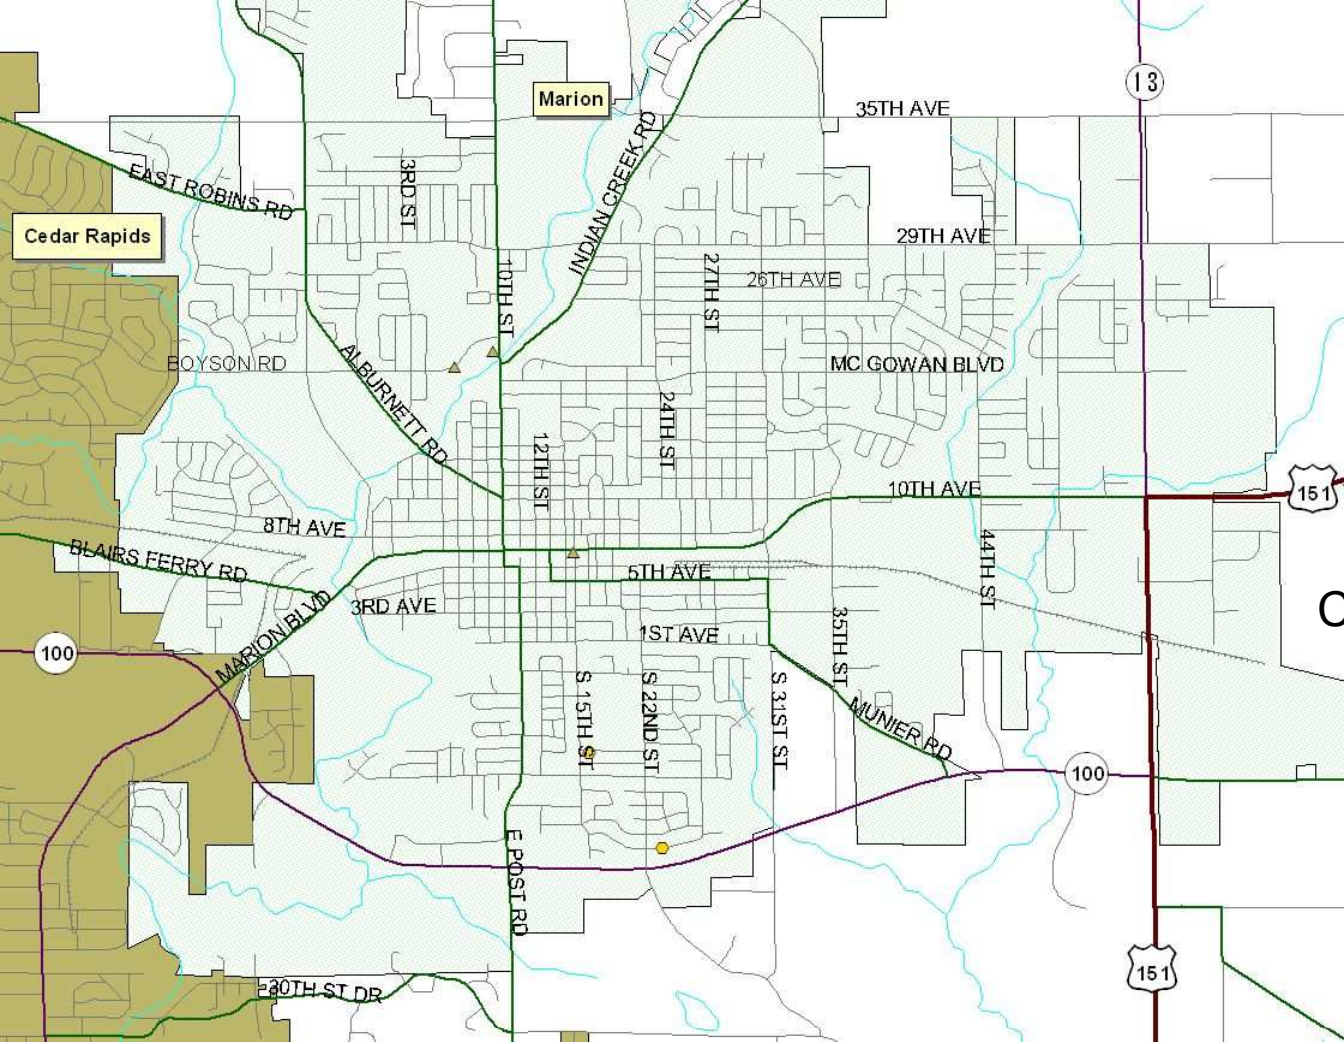 13
Marion
35TH AVE
EAST ROBINS RD
3RD ST
INDIAN CREEK RD
Cedar Rapids
29TH AVE
10TH ST
27TH ST
26TH AVE
BOYSON RD
ALBURNETT RD
MC GOWAN BLVD
24TH ST
12TH ST
10TH AVE
151
8TH AVE
BLAIRS FERRY RD
44TH ST
5TH AVE
MARION BLVD
3RD AVE
1ST AVE
35TH ST
100
S 15TH ST
S 22ND ST
S 31ST ST
MUNIER RD
100
E POST RD
151
30TH ST DR